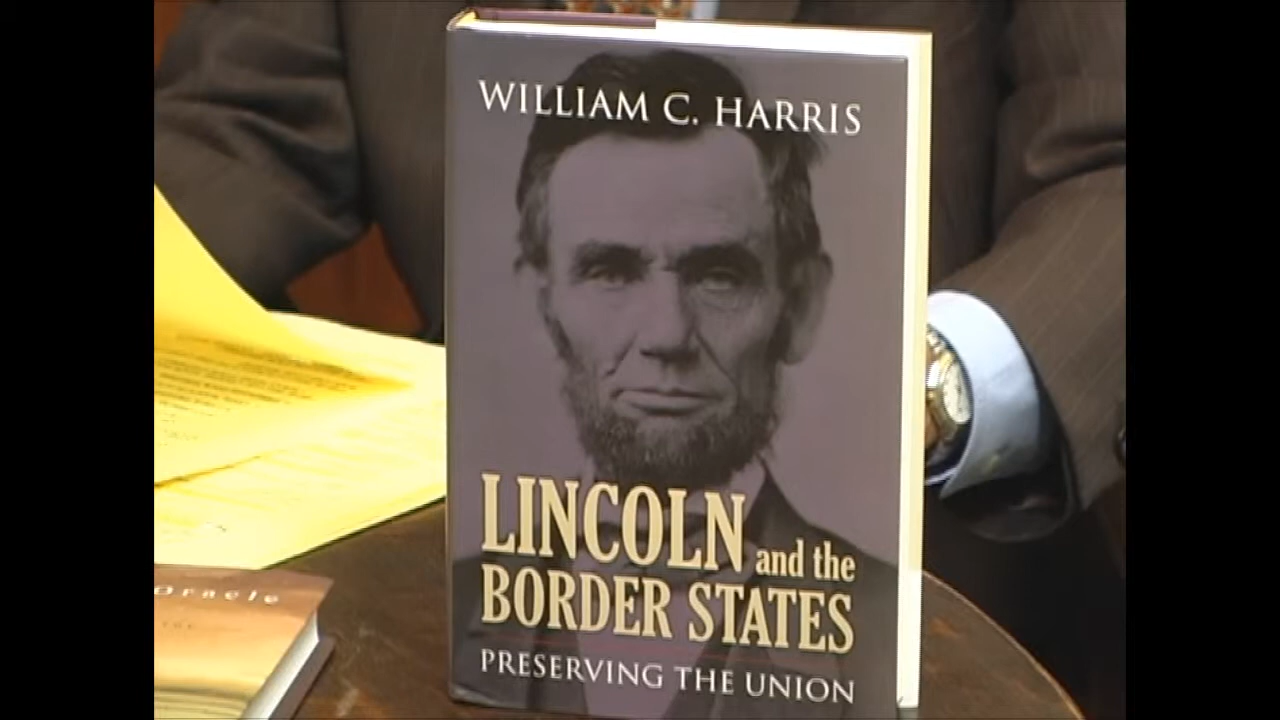 WILLIAM C. HARRIS
LINCOLN and the
BORDER STATES
PRESERVING THE UNION
Oracle